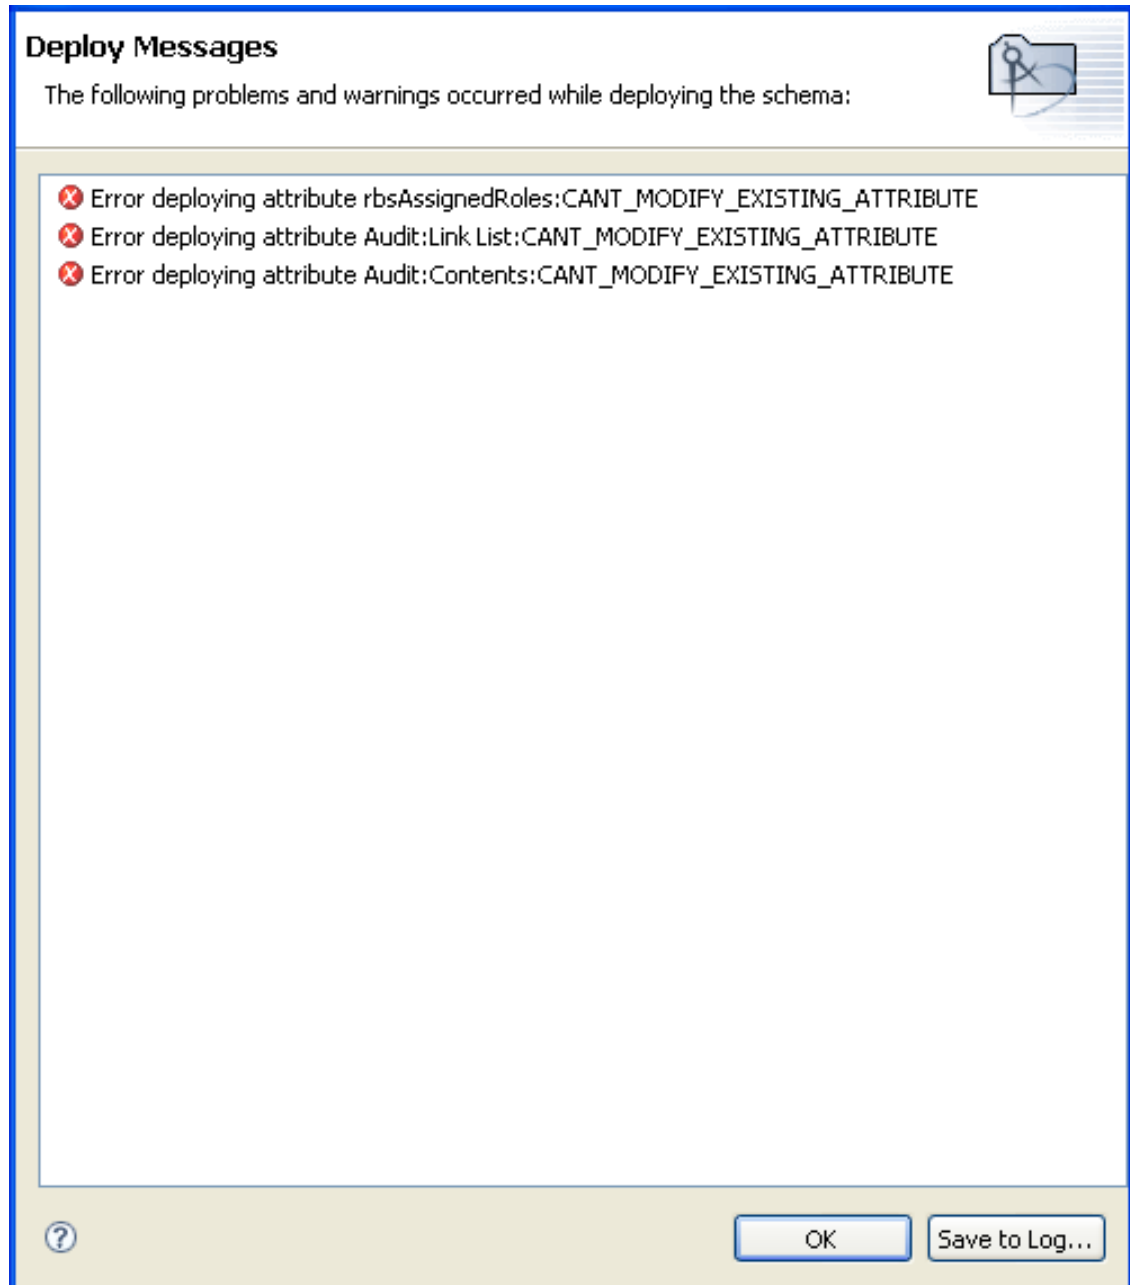 Deploy Messages
The following problems and warnings occurred while deploying the schema:
Error deploying attribute rbsAssignedRoles:CANT_MODIFY_EXISTING_ATTRIBUTE
Error deploying attribute Audit:Link List:CANT_MODIFY_EXISTING_ATTRIBUTE
Error deploying attribute Audit:Contents:CANT_MODIFY_EXISTING_ATTRIBUTE
?
OK
Save to Log...